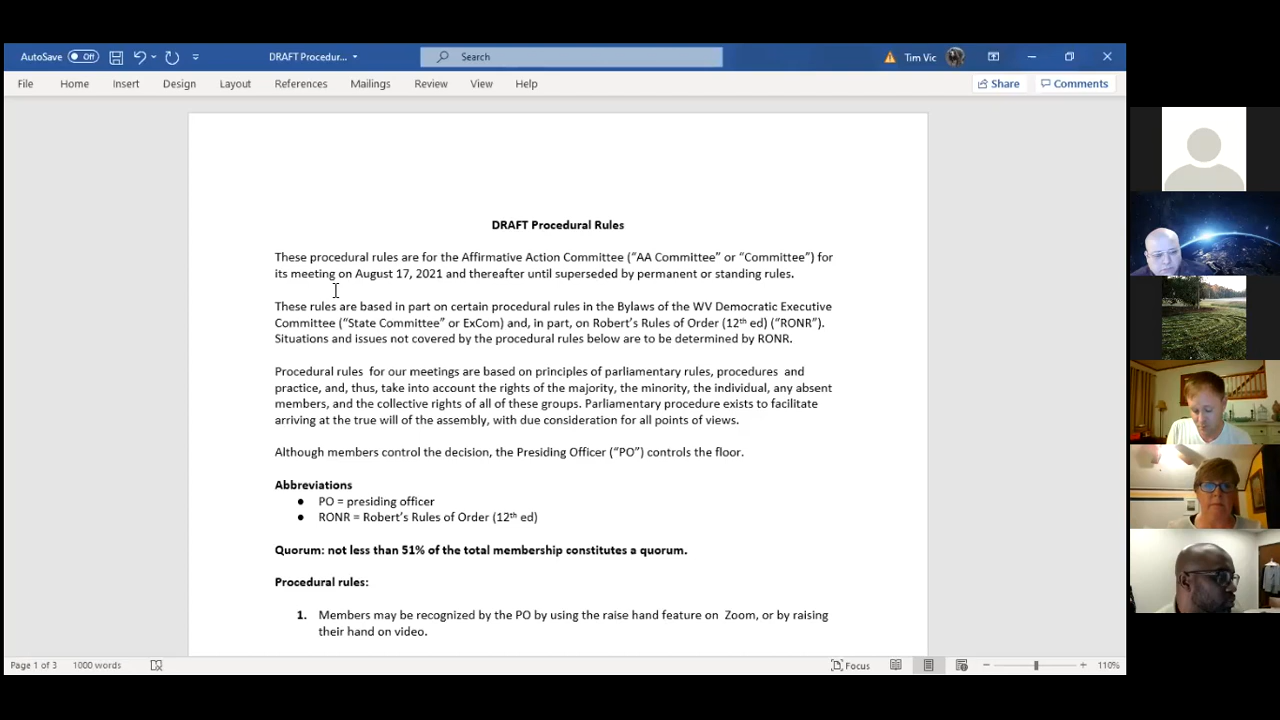 AutoSave Off DRAFT Procedur... Search Tim Vic
File Home Insert Design Layout References Mailings Review View Help Share Comments
DRAFT Procedural Rules
These procedural rules are for the Affirmative Action Committee (“AA Committee” or “Committee”) for
its meeting on August 17, 2021 and thereafter until superseded by permanent or standing rules.
These rules are based in part on certain procedural rules in the Bylaws of the WV Democratic Executive
Committee (“State Committee” or ExCom) and, in part, on Robert’s Rules of Order (12th ed) (“RONR”).
Situations and issues not covered by the procedural rules below are to be determined by RONR.
Procedural rules for our meetings are based on principles of parliamentary rules, procedures and
practice, and, thus, take into account the rights of the majority, the minority, the individual, any absent
members, and the collective rights of all of these groups. Parliamentary procedure exists to facilitate
arriving at the true will of the assembly, with due consideration for all points of views.
Although members control the decision, the Presiding Officer (“PO”) controls the floor.
Abbreviations
● PO = presiding officer
● RONR = Robert’s Rules of Order (12th ed)
Quorum: not less than 51% of the total membership constitutes a quorum.
Procedural rules:
1. Members may be recognized by the PO by using the raise hand feature on Zoom, or by raising
their hand on video.
Page 1 of 3 1000 words Focus 110%